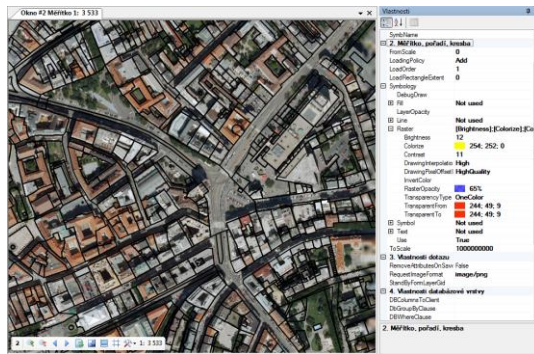 Okno #2 Měřítko 1: 3 533
Vlastnosti
SymbName
2. Měřítko, pořadí, kresba
FromScale 0
LoadingPolicy Add
LoadOrder 1
LoadRectangleExtent 0
Symbology
DebugDraw
Fill Not used
LayerOpacity
Line Not used
Raster [Brightness];[Colorize];[Co
Brightness 12
Colorize 254; 252; 0
Contrast 11
DrawingInterpolatio High
DrawingPixelOffset HighQuality
InvertColor
RasterOpacity 65%
TransparencyType OneColor
TransparentFrom 244; 49; 9
TransparentTo 244; 49; 9
Symbol Not used
Text Not used
Use True
ToScale 1000000000
3. Vlastnosti dotazu
RemoveAttributesOnSaw False
RequestImageFormat image/png
StandByFormLayerGid
4. Vlastnosti databázové vrstvy
DBColumnsToClient
DbGroupByClause
DBWhereClause
2. Měřítko, pořadí, kresba
2 1: 3 533